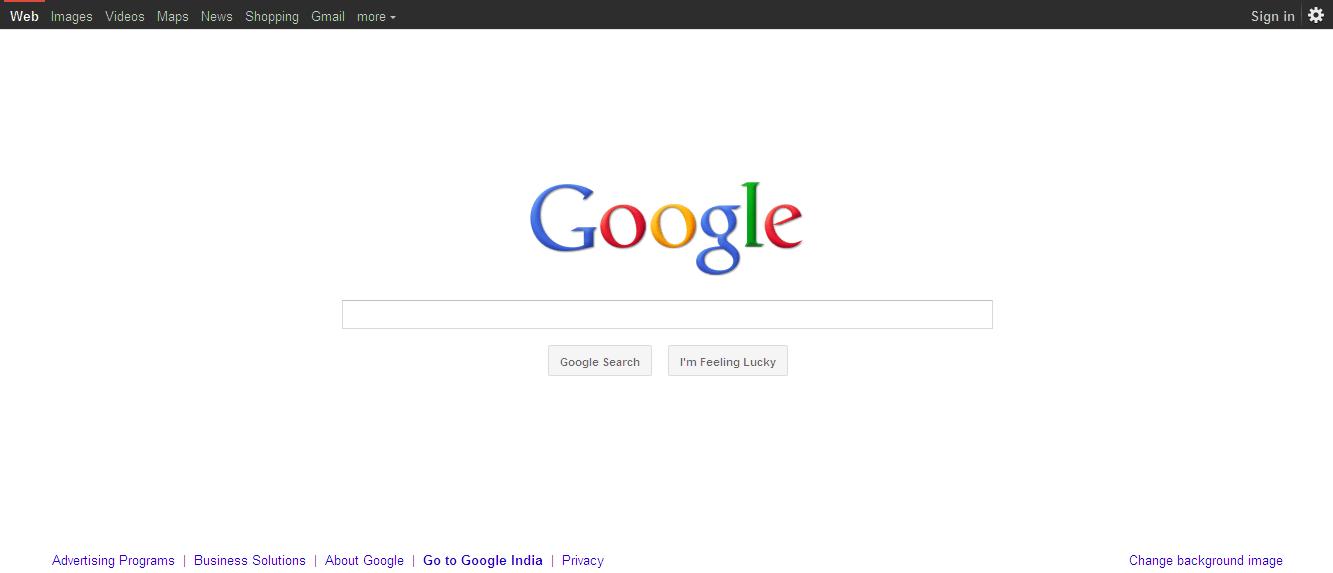 Web Images Videos Maps News Shopping Gmail more Sign in
Google
Google Search I'm Feeling Lucky
Advertising Programs | Business Solutions | About Google | Go to Google India | Privacy Change background image